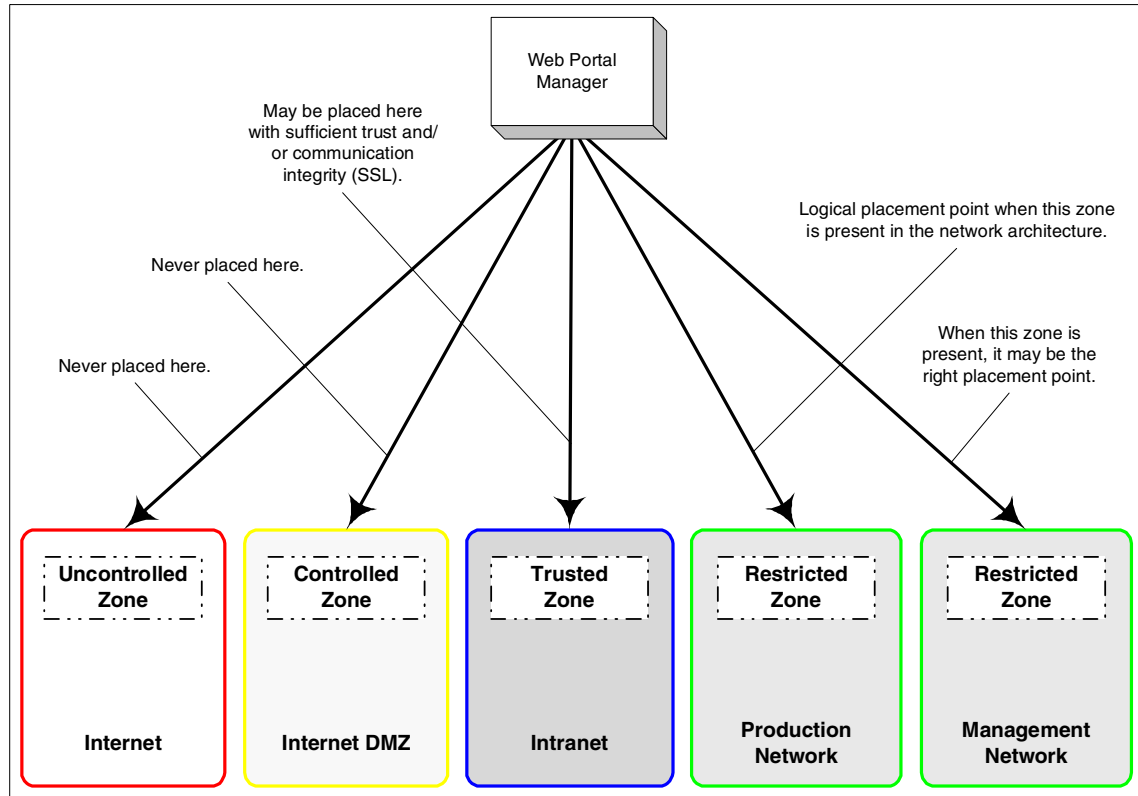 Web Portal
Manager
May be placed here
with sufficient trust and/
or communication
integrity (SSL).
Logical placement point when this zone
is present in the network architecture.
Never placed here.
When this zone is
present, it may be the
right placement point.
Never placed here.
Uncontrolled
Zone
Controlled
Zone
Trusted
Zone
Restricted
Zone
Restricted
Zone
Internet
Internet DMZ
Intranet
Production
Network
Management
Network